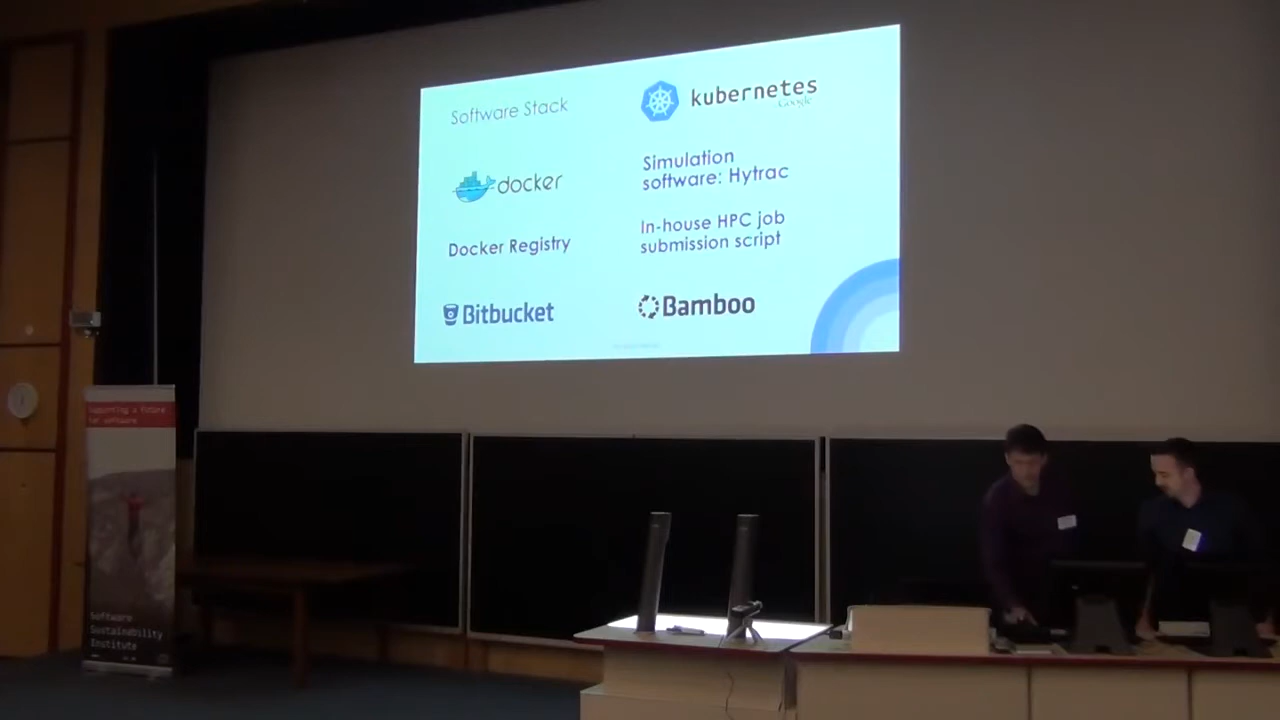 Software Stack
docker
Docker Registry
Bitbucket
kubernetes
Google
Simulation
software: Hytrac
In-house HPC job
submission script
Bamboo
Supporting a future
for software
Software
Sustainability
Institute